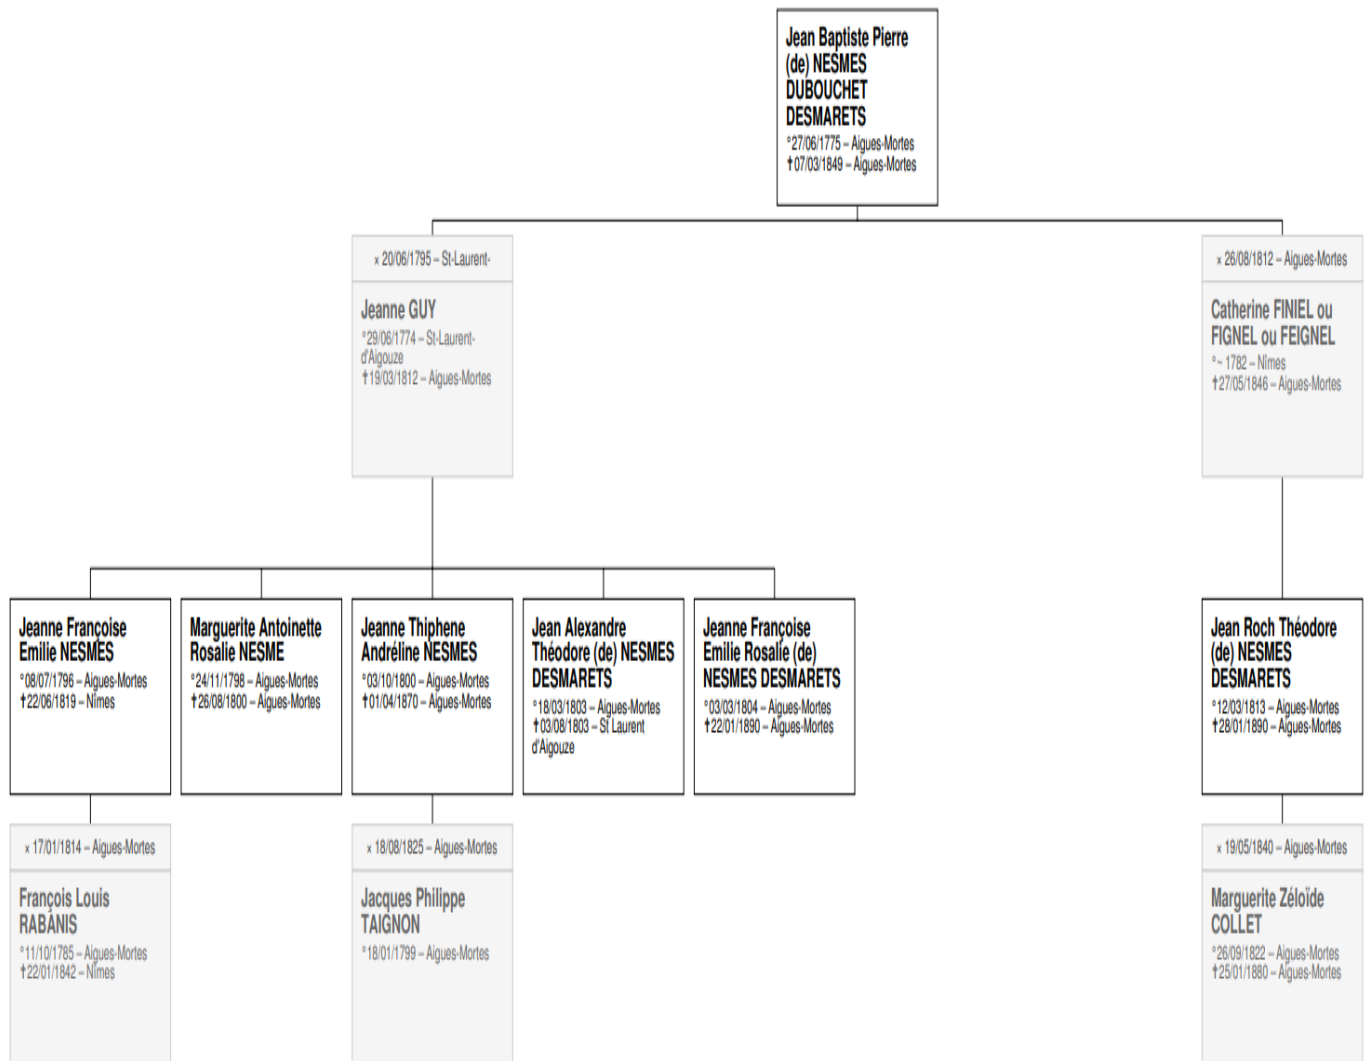 Jean Baptiste Pierre
(de) NESMES
DUBOUCHET
DESMARETS
°27/06/1775 – Aigues-Mortes
†07/03/1849 – Aigues-Mortes
× 20/06/1795 – St-Laurent-
Jeanne GUY
°29/06/1774 – St-Laurent-
d'Aigouze
†19/03/1812 – Aigues-Mortes
× 26/08/1812 – Aigues-Mortes
Catherine FINIEL ou
FIGNEL ou FEIGNEL
°~ 1782 – Nîmes
†27/05/1846 – Aigues-Mortes
Jeanne Françoise
Emilie NESMES
°08/07/1796 – Aigues-Mortes
†22/06/1819 – Nîmes
Marguerite Antoinette
Rosalie NESME
°24/11/1798 – Aigues-Mortes
†26/08/1800 – Aigues-Mortes
Jeanne Thiphene
Andréline NESMES
°03/10/1800 – Aigues-Mortes
†01/04/1870 – Aigues-Mortes
Jean Alexandre
Théodore (de) NESMES
DESMARETS
°18/03/1803 – Aigues-Mortes
†03/08/1803 – St Laurent
d'Aigouze
Jeanne Françoise
Emilie Rosalie (de)
NESMES DESMARETS
°03/03/1804 – Aigues-Mortes
†22/01/1890 – Aigues-Mortes
Jean Roch Théodore
(de) NESMES
DESMARETS
°12/03/1813 – Aigues-Mortes
†28/01/1890 – Aigues-Mortes
× 17/01/1814 – Aigues-Mortes
François Louis
RABANIS
°11/10/1785 – Aigues-Mortes
†22/01/1842 – Nîmes
× 18/08/1825 – Aigues-Mortes
Jacques Philippe
TAIGNON
°18/01/1799 – Aigues-Mortes
× 19/05/1840 – Aigues-Mortes
Marguerite Zéloïde
COLLET
°26/09/1822 – Aigues-Mortes
†25/01/1880 – Aigues-Mortes